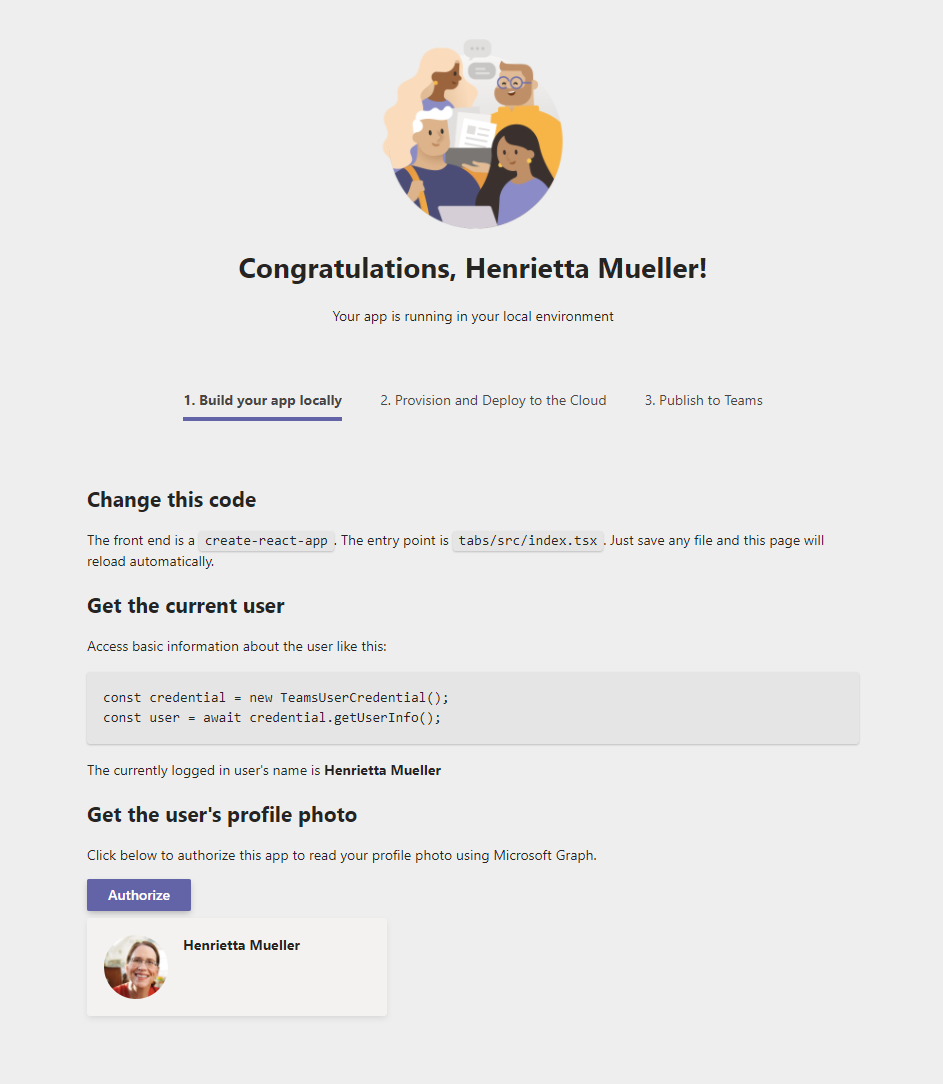 Congratulations, Henrietta Mueller!
Your app is running in your local environment
1. Build your app locally
2. Provision and Deploy to the Cloud
3. Publish to Teams
Change this code
The front end is a create-react-app. The entry point is tabs/src/index.tsx. Just save any file and this page will
reload automatically.
Get the current user
Access basic information about the user like this:
const credential = new TeamsUserCredential();
const user = await credential.getUserInfo();
The currently logged in user's name is Henrietta Mueller
Get the user's profile photo
Click below to authorize this app to read your profile photo using Microsoft Graph.
Authorize
Henrietta Mueller